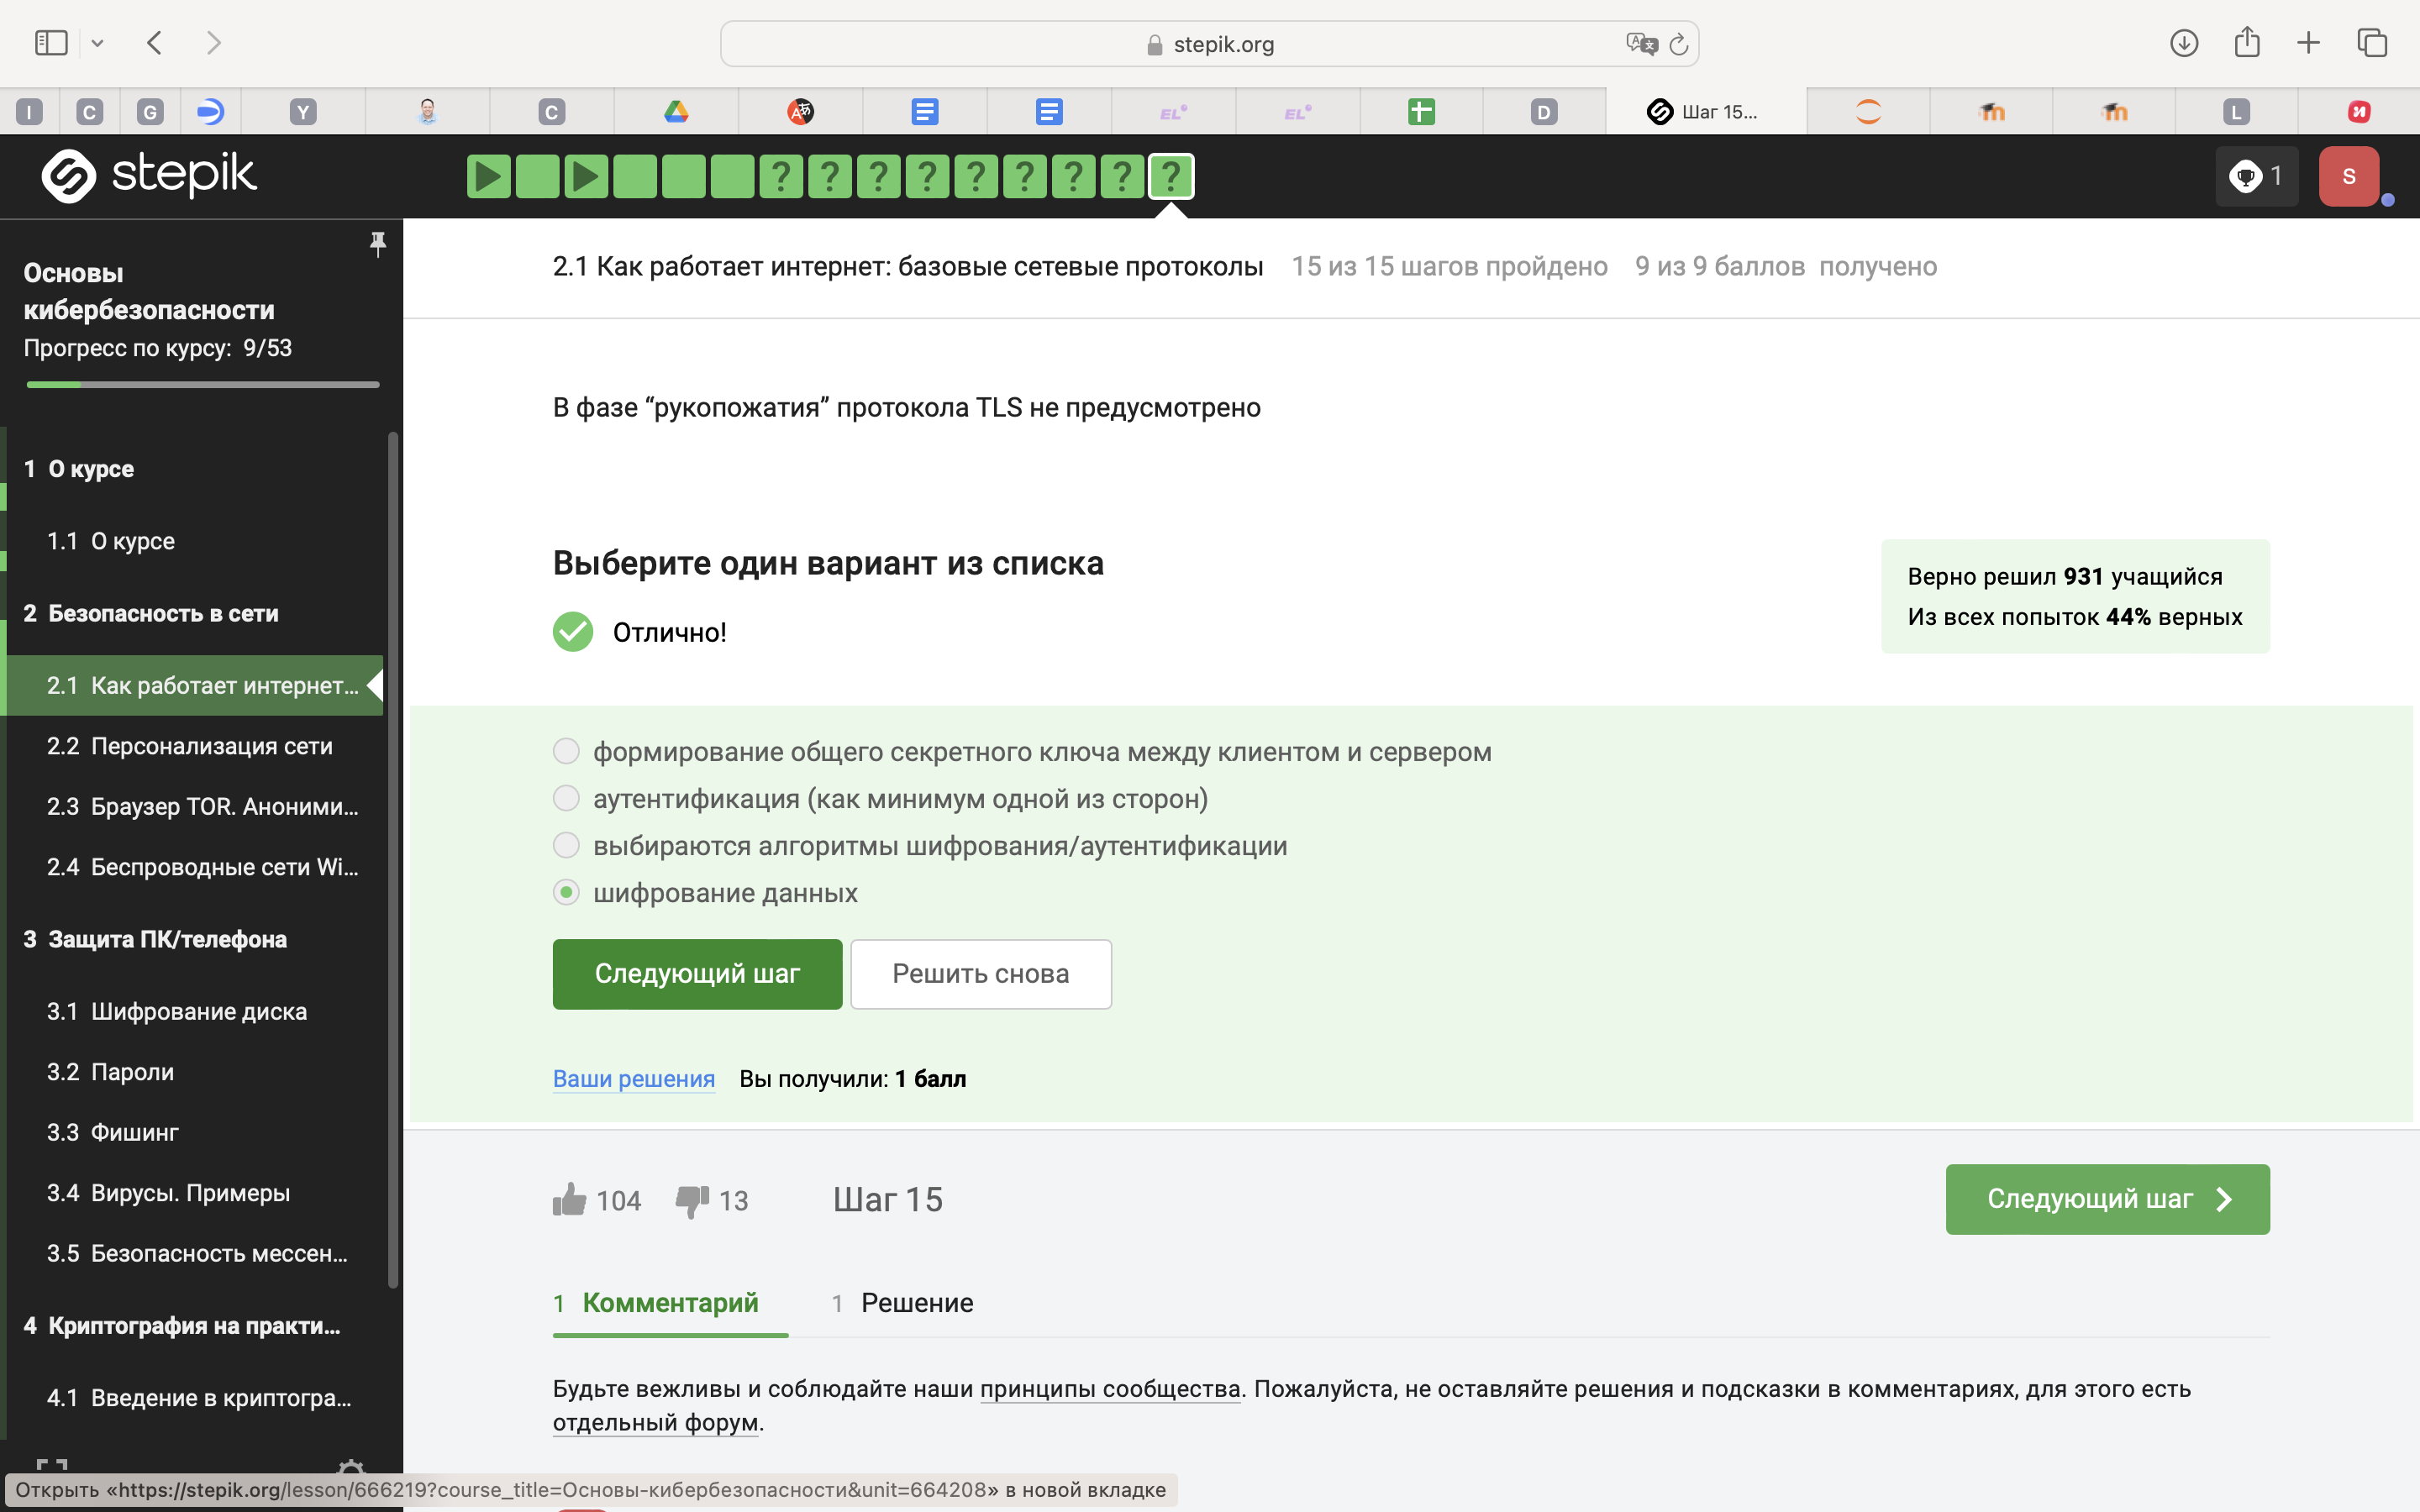 stepik.org
I
C
G
Y
C
EL
EL
D
Шаг 15...
L
stepik
? ? ? ? ? ? ? ? ?
1
S
Основы
кибербезопасности
Прогресс по курсу: 9/53
1 О курсе
1.1 О курсе
2 Безопасность в сети
2.1 Как работает интернет...
2.2 Персонализация сети
2.3 Браузер TOR. Аноними...
2.4 Беспроводные сети Wi...
3 Защита ПК/телефона
3.1 Шифрование диска
3.2 Пароли
3.3 Фишинг
3.4 Вирусы. Примеры
3.5 Безопасность мессен...
4 Криптография на практи...
4.1 Введение в криптогра...
2.1 Как работает интернет: базовые сетевые протоколы 15 из 15 шагов пройдено 9 из 9 баллов получено
В фазе “рукопожатия” протокола TLS не предусмотрено
Выберите один вариант из списка
Отлично!
Верно решил 931 учащийся
Из всех попыток 44% верных
формирование общего секретного ключа между клиентом и сервером
аутентификация (как минимум одной из сторон)
выбираются алгоритмы шифрования/аутентификации
шифрование данных
Следующий шаг
Решить снова
Ваши решения Вы получили: 1 балл
104 13 Шаг 15
Следующий шаг
1 Комментарий 1 Решение
Будьте вежливы и соблюдайте наши принципы сообщества. Пожалуйста, не оставляйте решения и подсказки в комментариях, для этого есть
отдельный форум.
Открыть «https://stepik.org/lesson/666219?course_title=Основы-кибербезопасности&unit=664208» в новой вкладке